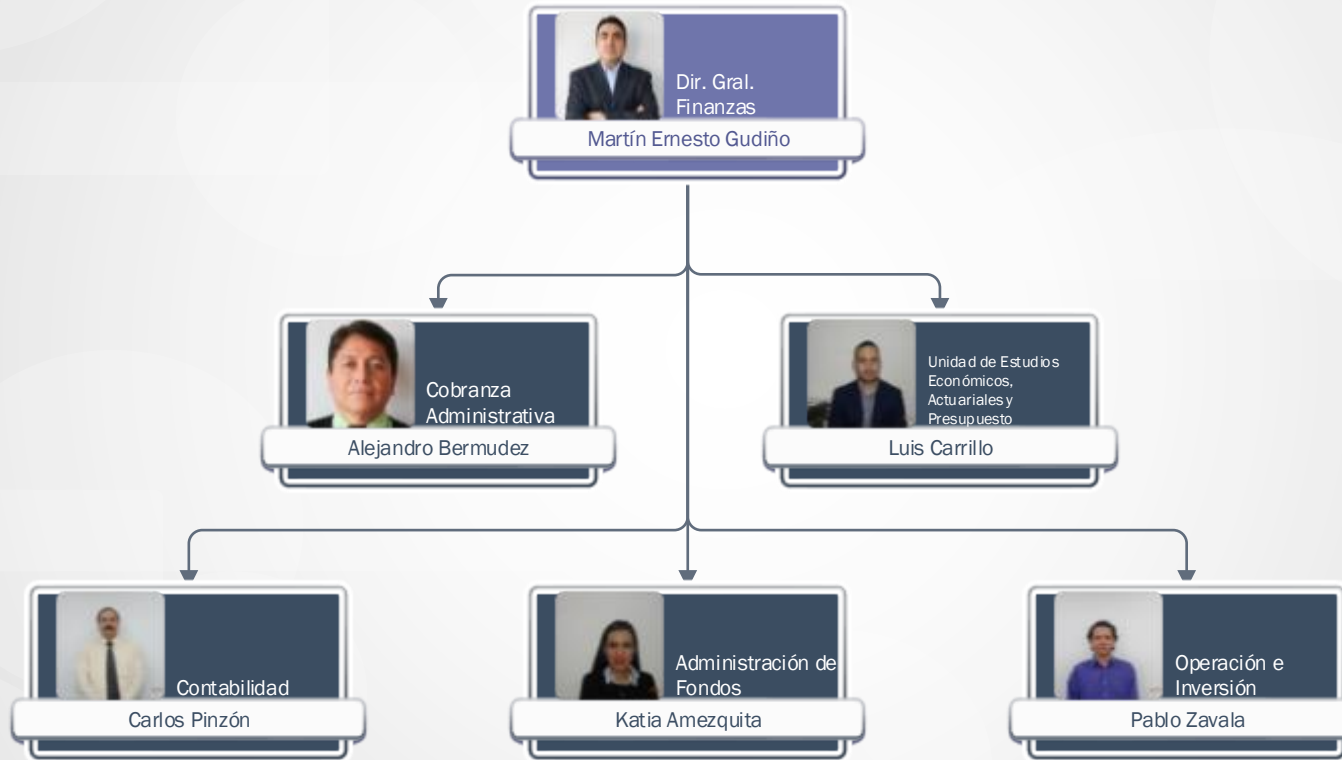 Dir. Gral.
Finanzas
Martín Ernesto Gudiño
Cobranza
Administrativa
Alejandro Bermudez
Unidad de Estudios
Económicos,
Actuariales y
Presupuesto
Luis Carrillo
Contabilidad
Carlos Pinzón
Administración de
Fondos
Katia Amezquita
Operación e
Inversión
Pablo Zavala